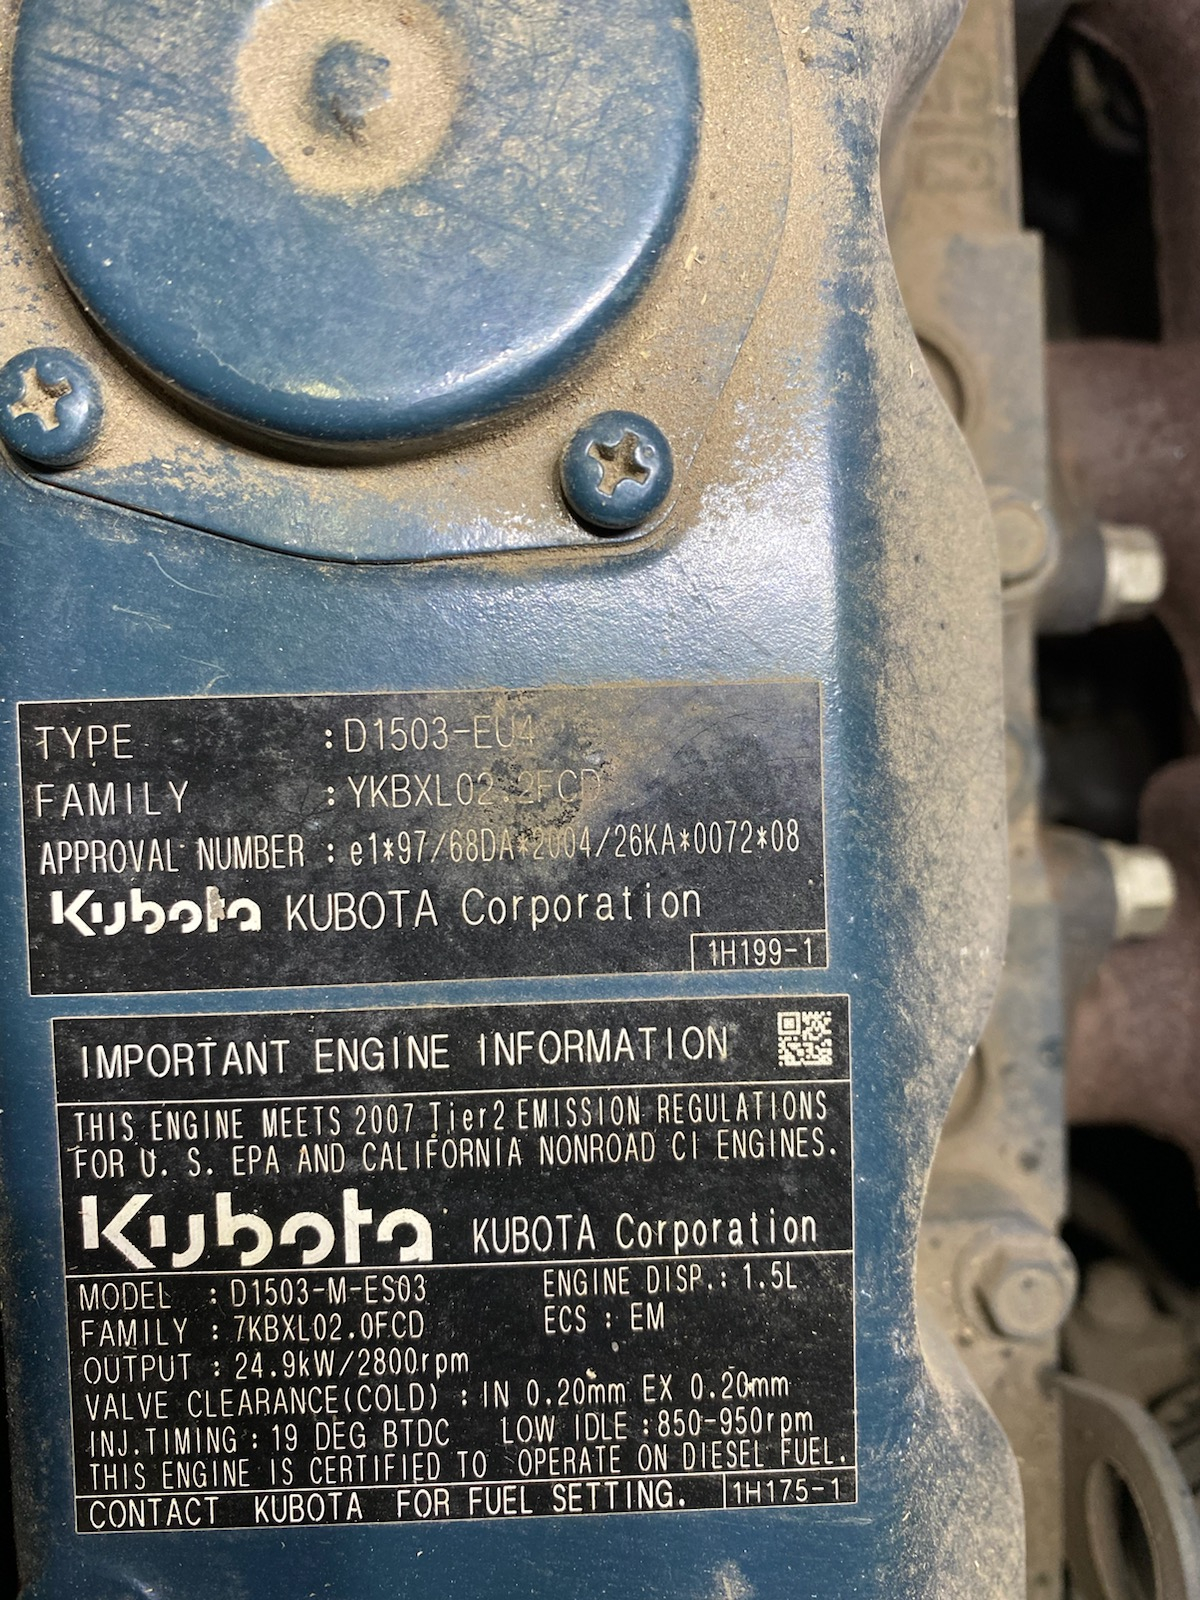 TYPE : D1503-EU4
FAMILY : YKBXL02.2FCD
APPROVAL NUMBER : e1*97/68DA*2004/26KA*0072*08
Kubota KUBOTA Corporation
1H199-1
IMPORTANT ENGINE INFORMATION
THIS ENGINE MEETS 2007 Tier2 EMISSION REGULATIONS
FOR U. S. EPA AND CALIFORNIA NONROAD CI ENGINES.
Kubota KUBOTA Corporation
MODEL : D1503-M-ES03 ENGINE DISP.: 1.5L
FAMILY : 7KBXL02.0FCD ECS : EM
OUTPUT : 24.9kW/2800rpm
VALVE CLEARANCE(COLD) : IN 0.20mm EX 0.20mm
INJ.TIMING : 19 DEG BTDC LOW IDLE :850-950rpm
THIS ENGINE IS CERTIFIED TO OPERATE ON DIESEL FUEL.
CONTACT KUBOTA FOR FUEL SETTING. 1H175-1